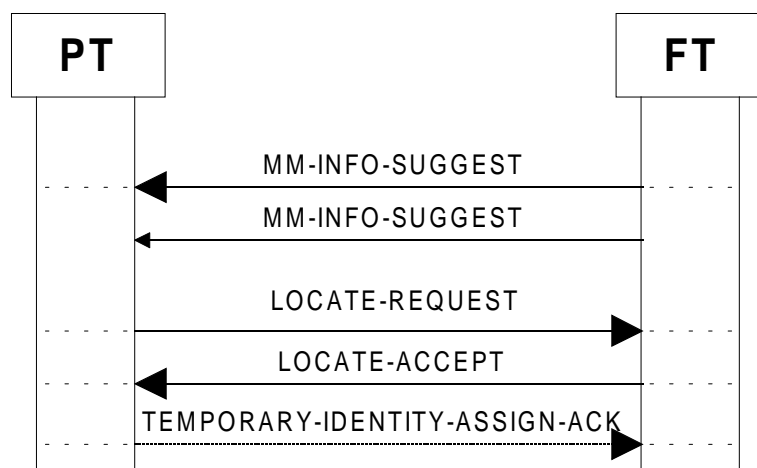 PT FT
MM-INFO-SUGGEST
MM-INFO-SUGGEST
LOCATE-REQUEST
LOCATE-ACCEPT
TEMPORARY-IDENTITY-ASSIGN-ACK